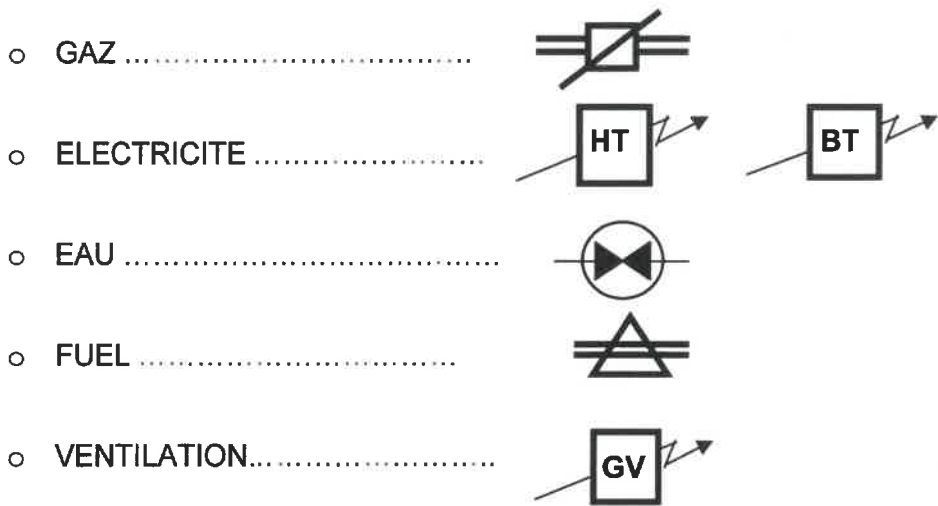 o GAZ ........................................
o ELECTRICITE .......................... HT BT
o EAU ..........................................
o FUEL ....................................
o VENTILATION............................ GV